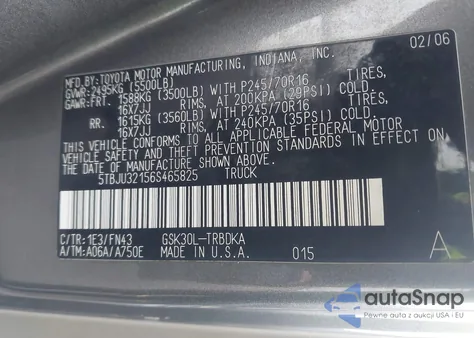 MFD.BY:TOYOTA MOTOR MANUFACTURING, INDIANA, INC. 02/06
GVWR:2495KG (5500LB)
GAWR:FRT. 1588KG (3500LB)WITH P245/70R16 TIRES,
16X7JJ RIMS, AT 200KPA (29PSI) COLD.
RR. 1615KG (3560LB)WITH P245/70R16 TIRES,
16X7JJ RIMS, AT 240KPA (35PSI) COLD.
THIS VEHICLE CONFORMS TO ALL APPLICABLE FEDERAL MOTOR
VEHICLE SAFETY AND THEFT PREVENTION STANDARDS IN EFFECT
ON THE DATE OF MANUFACTURE SHOWN ABOVE.
5TBJU32156S465825 TRUCK
C/TR:1E3/FN43 GSK30L-TRBDKA
A/TM:A06A/A750E MADE IN U.S.A. 015 A
autoSnap
Pewne auta z aukcji USA i EU